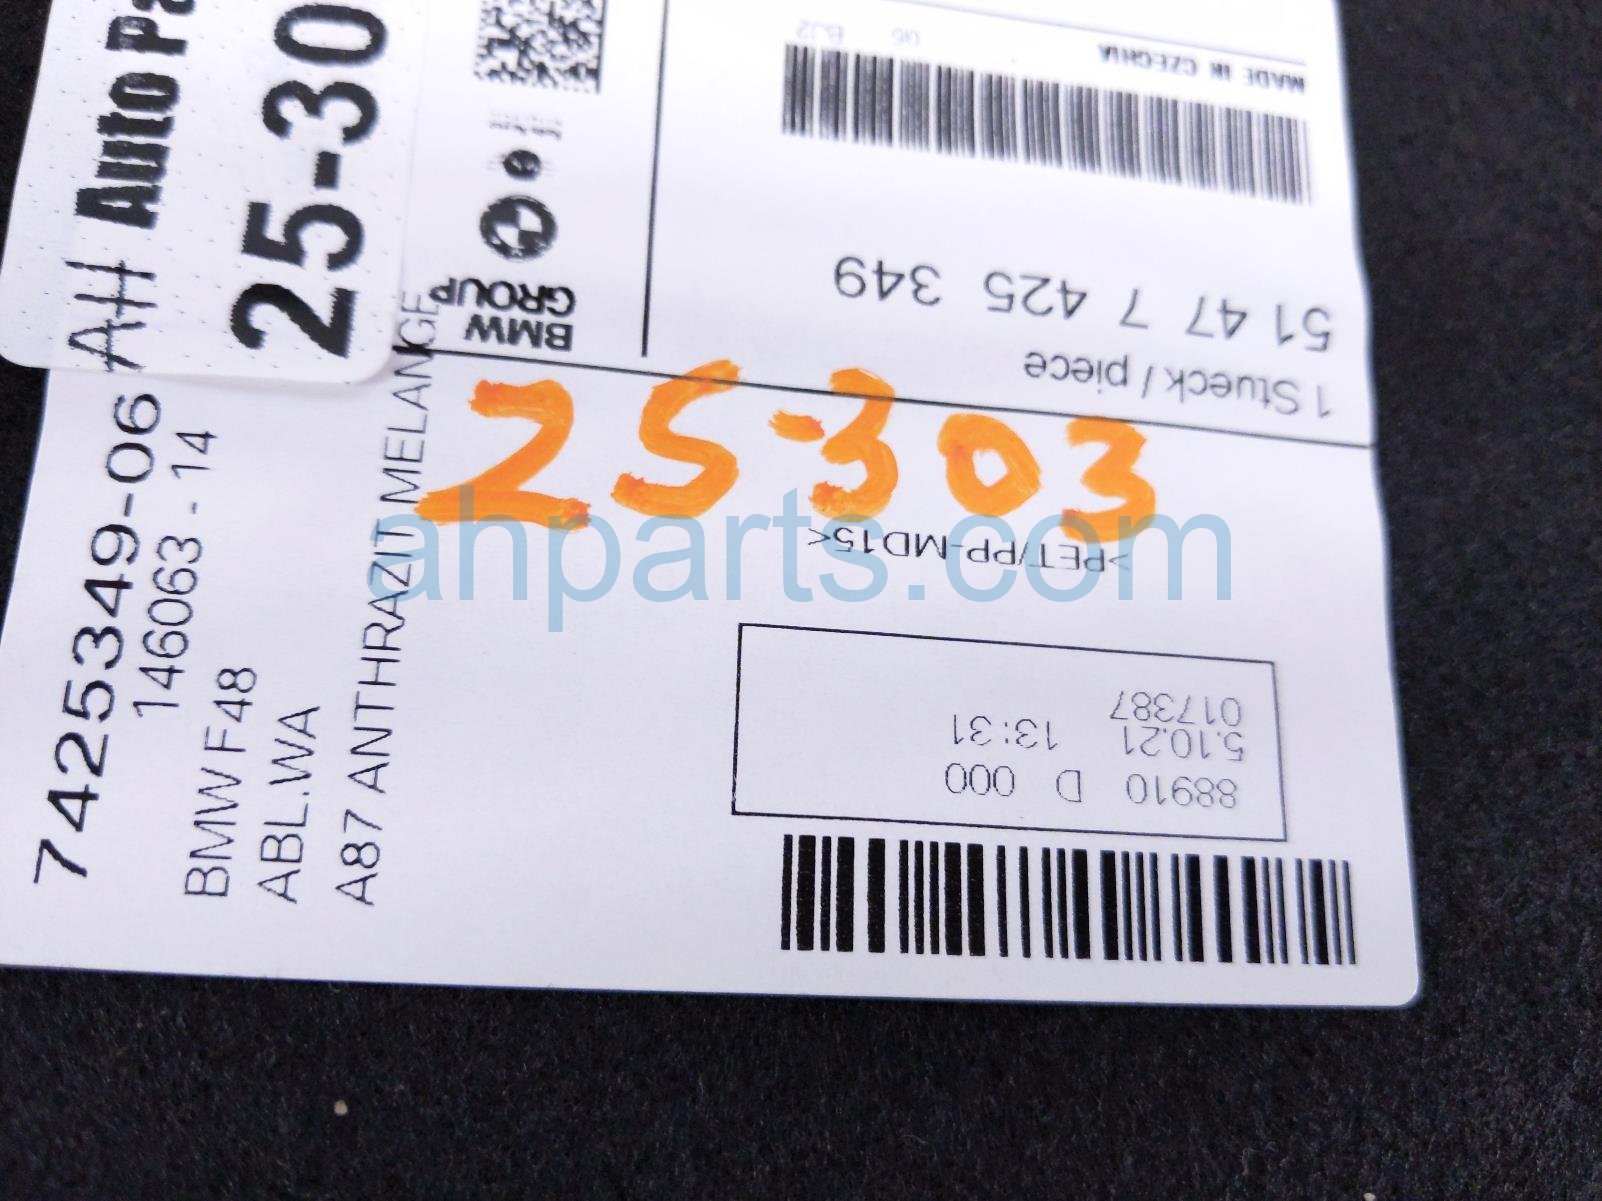 AH Auto Pa
25-30
7425349-06
146063 - 14
BMW F48
ABL.WA
A87 ANTHRAZIT MELANGE
BMW
GROUP
MADE IN CZECHIA
51 47 7 425 349
1 Stueck / piece
25-303
>PET/PP-MD15<
017387
5.10.21 13:31
88910 D 000
ahparts.com